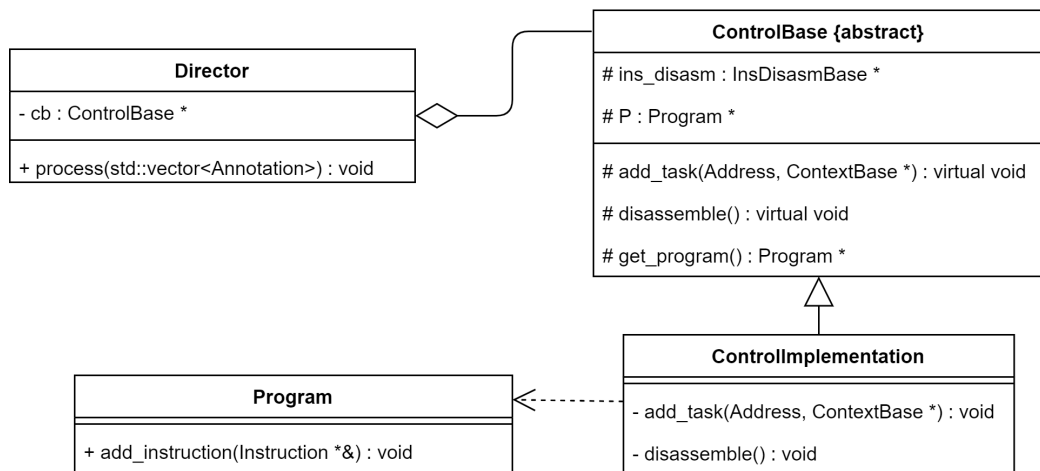 Director
- cb : ControlBase *
+ process(std::vector<Annotation>) : void
ControlBase {abstract}
# ins_disasm : InsDisasmBase *
# P : Program *
# add_task(Address, ContextBase *) : virtual void
# disassemble() : virtual void
# get_program() : Program *
Program
+ add_instruction(Instruction *&) : void
ControlImplementation
- add_task(Address, ContextBase *) : void
- disassemble() : void